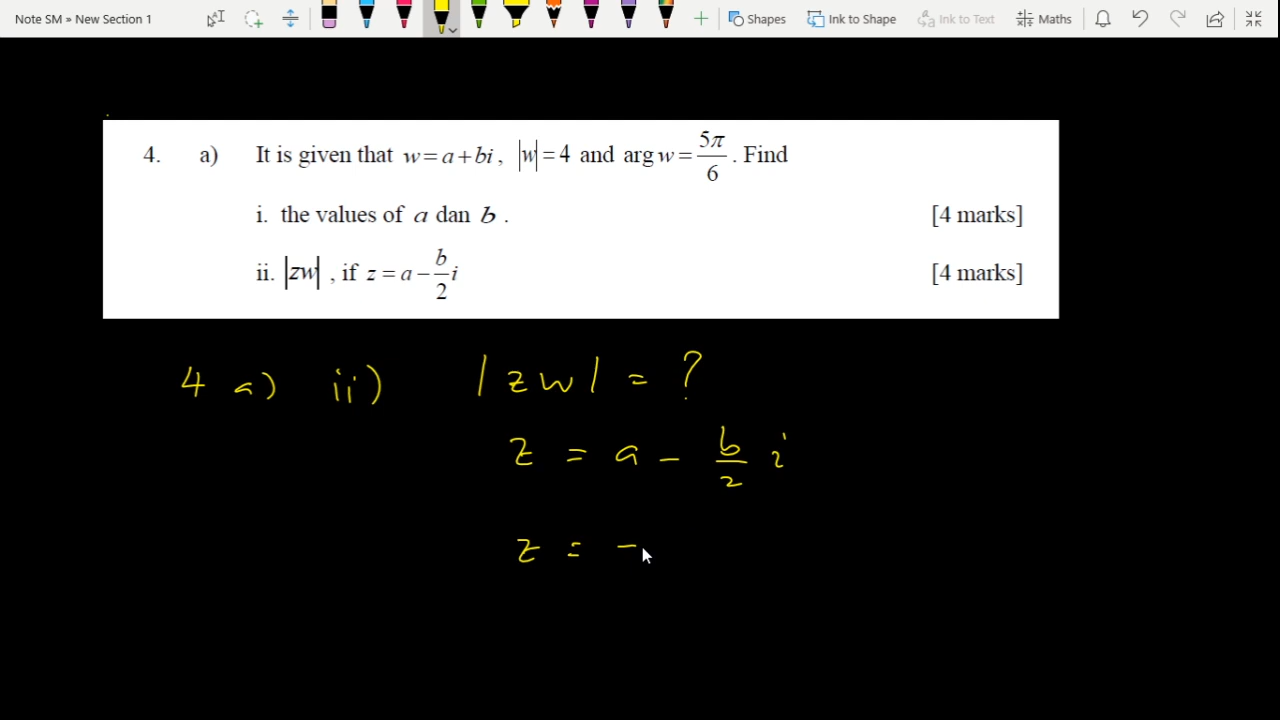 Note SM » New Section 1
Shapes Ink to Shape Ink to Text Maths
4. a) It is given that w = a + bi, |w| = 4 and arg w = 5π/6. Find
i. the values of a dan b. [4 marks]
ii. |zw|, if z = a − b/2 i [4 marks]
4 a) ii) |zw| = ?
z = a − b/2 i
z = −